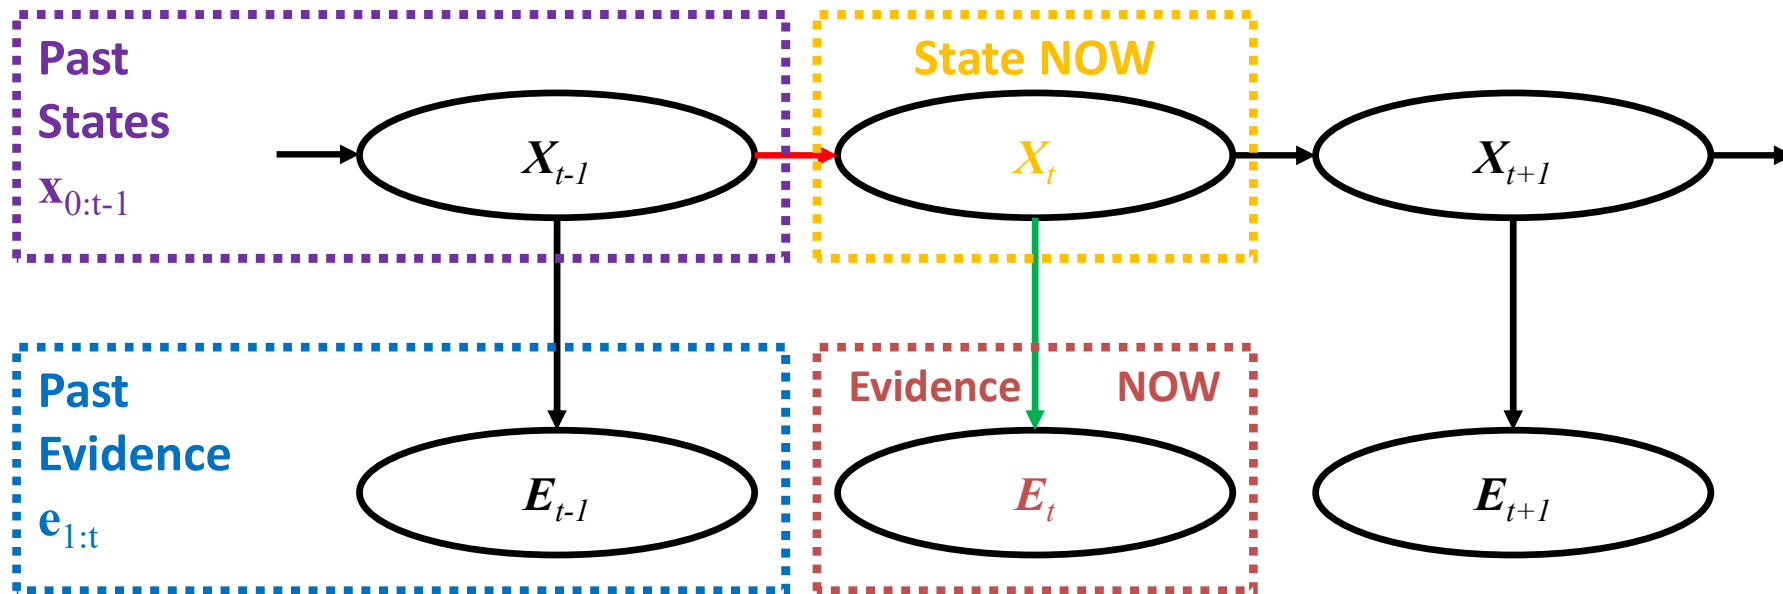 Past
States
x0:t-1
State NOW
Xt-1
Xt
Xt+1
Past
Evidence
e1:t
Evidence NOW
Et-1
Et
Et+1